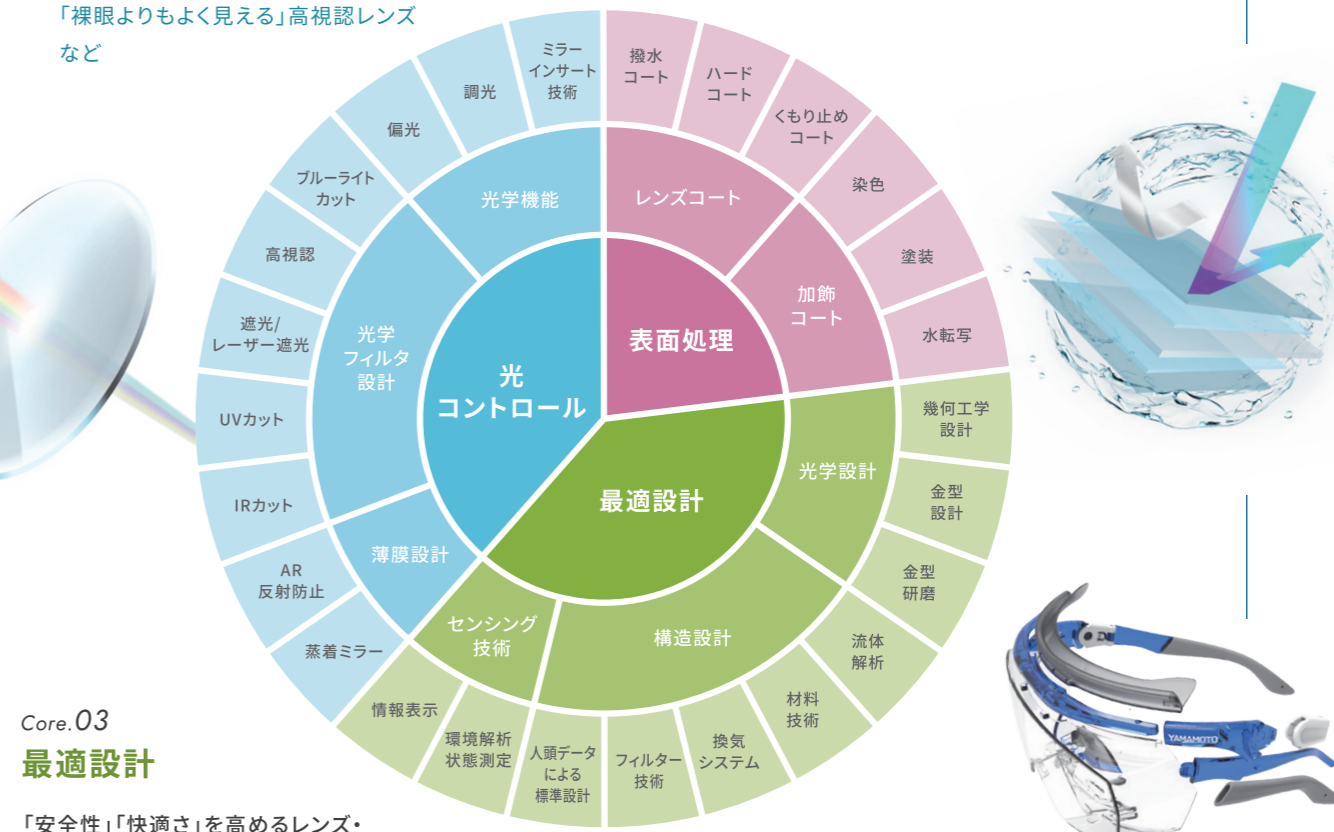 「裸眼よりもよく見える」高視認レンズ
など
ミラー
インサート
技術
調光
偏光
ブルーライト
カット
高視認
遮光/
レーザー遮光
UVカット
IRカット
AR
反射防止
蒸着ミラー
光学機能
光学
フィルタ
設計
薄膜設計
光
コントロール
撥水
コート
ハード
コート
くもり止め
コート
染色
塗装
水転写
レンズコート
加飾
コート
表面処理
幾何工学
設計
金型
設計
金型
研磨
流体
解析
材料
技術
換気
システム
フィルター
技術
人頭データ
による
標準設計
環境解析
状態測定
情報表示
光学設計
構造設計
センシング
技術
最適設計
YAMAMOTO
Core.03
最適設計
「安全性」「快適さ」を高めるレンズ・